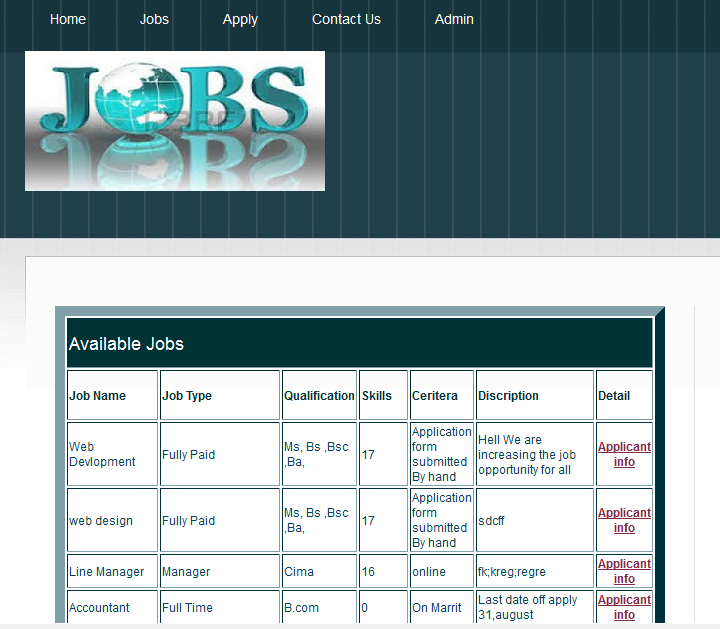 Home Jobs Apply Contact Us Admin
JOBS
123RF
Available Jobs
Job Name Job Type Qualification Skills Ceritera Discription Detail
Web Devlopment Fully Paid Ms, Bs ,Bsc ,Ba, 17 Application form submitted By hand Hell We are increasing the job opportunity for all Applicant info
web design Fully Paid Ms, Bs ,Bsc ,Ba, 17 Application form submitted By hand sdcff Applicant info
Line Manager Manager Cima 16 online fk;kreg;regre Applicant info
Accountant Full Time B.com 0 On Marrit Last date off apply 31,august Applicant info